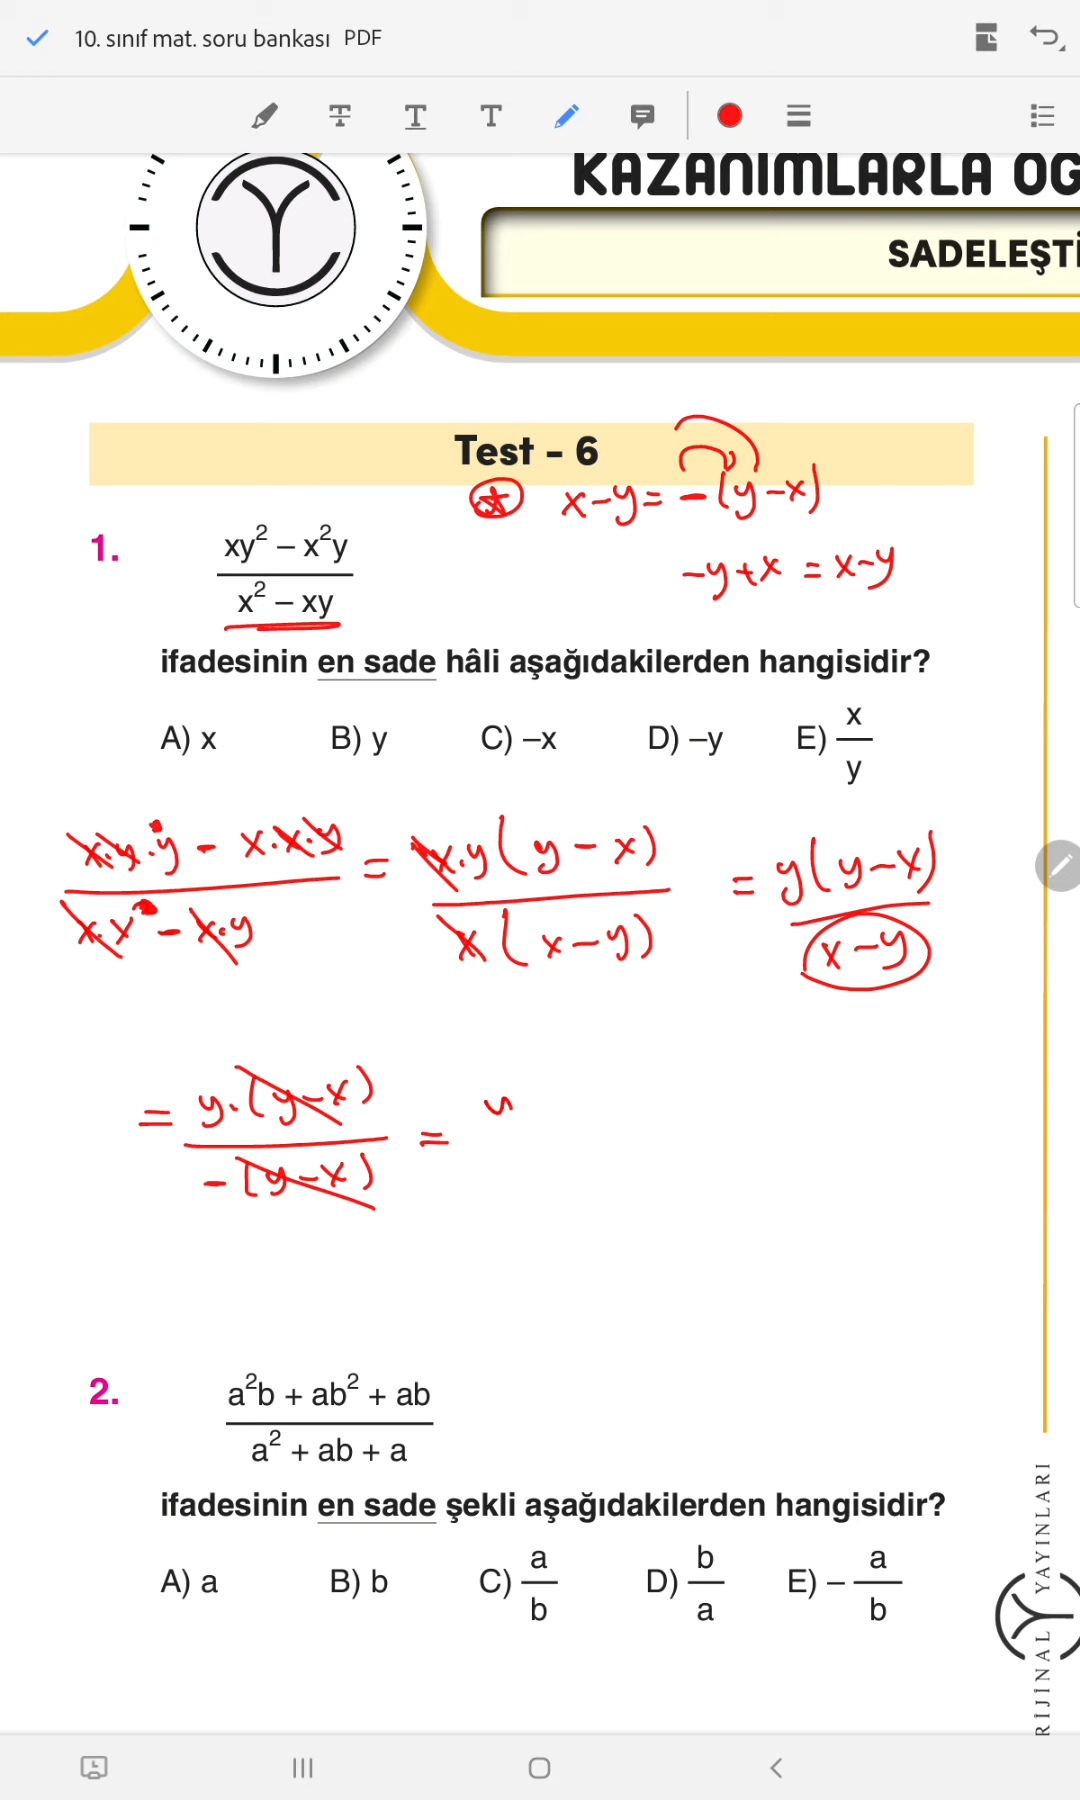 10. sınıf mat. soru bankası PDF
KAZANIMLARLA ÖG
SADELEŞTİ
Test - 6
x-y = -(y-x)
-y+x = x-y
1. xy² – x²y
x² – xy
ifadesinin en sade hâli aşağıdakilerden hangisidir?
A) x B) y C) –x D) –y E) x/y
x.y.y - x.x.y = x.y(y-x) = y(y-x)
x.x - x.y x(x-y) x-y
= y.(y-x) =
-(y-x)
2. a²b + ab² + ab
a² + ab + a
ifadesinin en sade şekli aşağıdakilerden hangisidir?
A) a B) b C) a/b D) b/a E) – a/b
RİJİNAL YAYINLARI